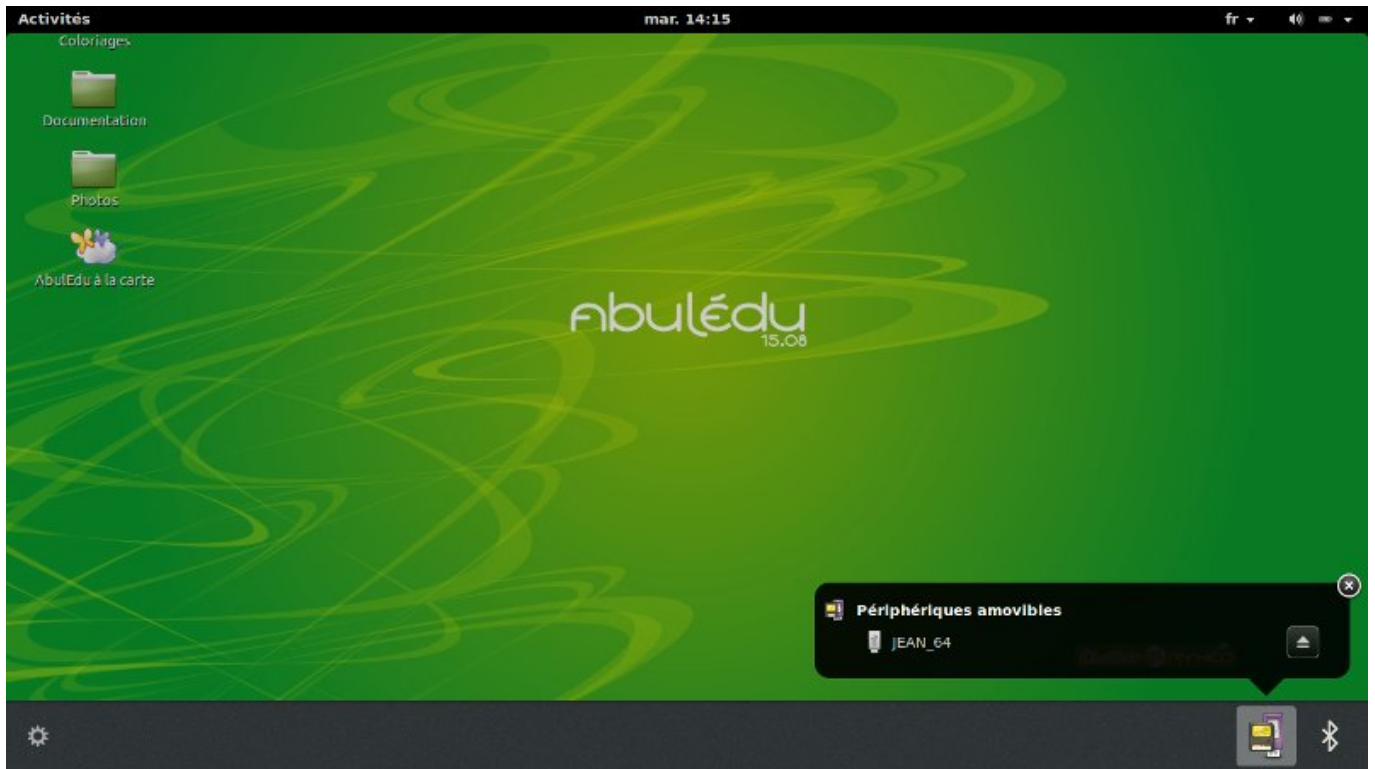 Activités
mar. 14:15
fr
Coloriages
Documentation
Photos
AbulEdu à la carte
Abulédu
15.08
Périphériques amovibles
JEAN_64